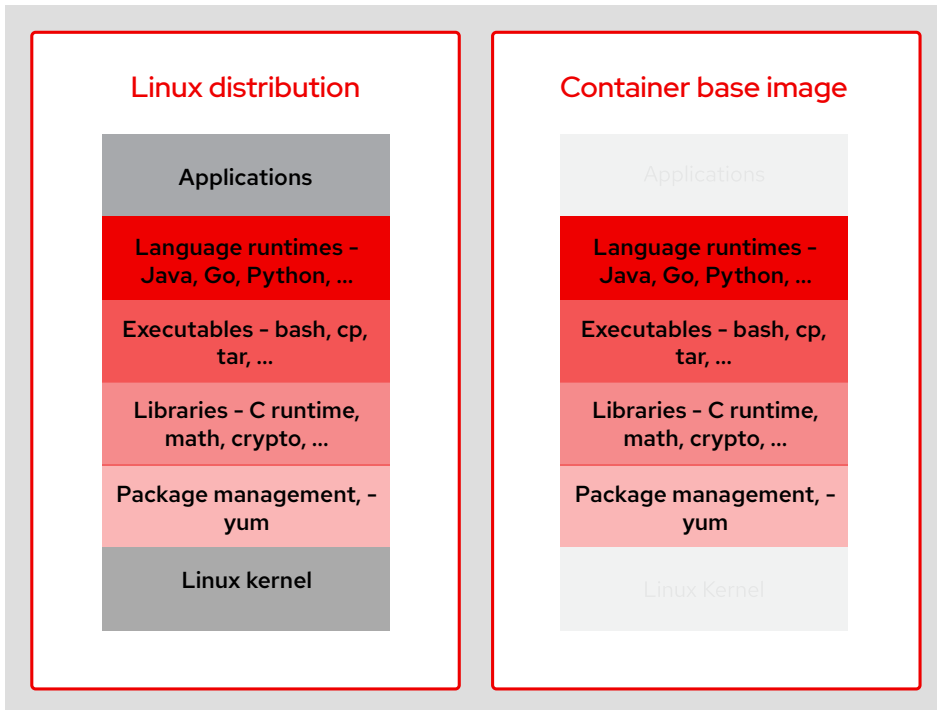 Linux distribution
Applications
Language runtimes -
Java, Go, Python, ...
Executables - bash, cp,
tar, ...
Libraries - C runtime,
math, crypto, ...
Package management, -
yum
Linux kernel
Container base image
Applications
Language runtimes -
Java, Go, Python, ...
Executables - bash, cp,
tar, ...
Libraries - C runtime,
math, crypto, ...
Package management, -
yum
Linux Kernel